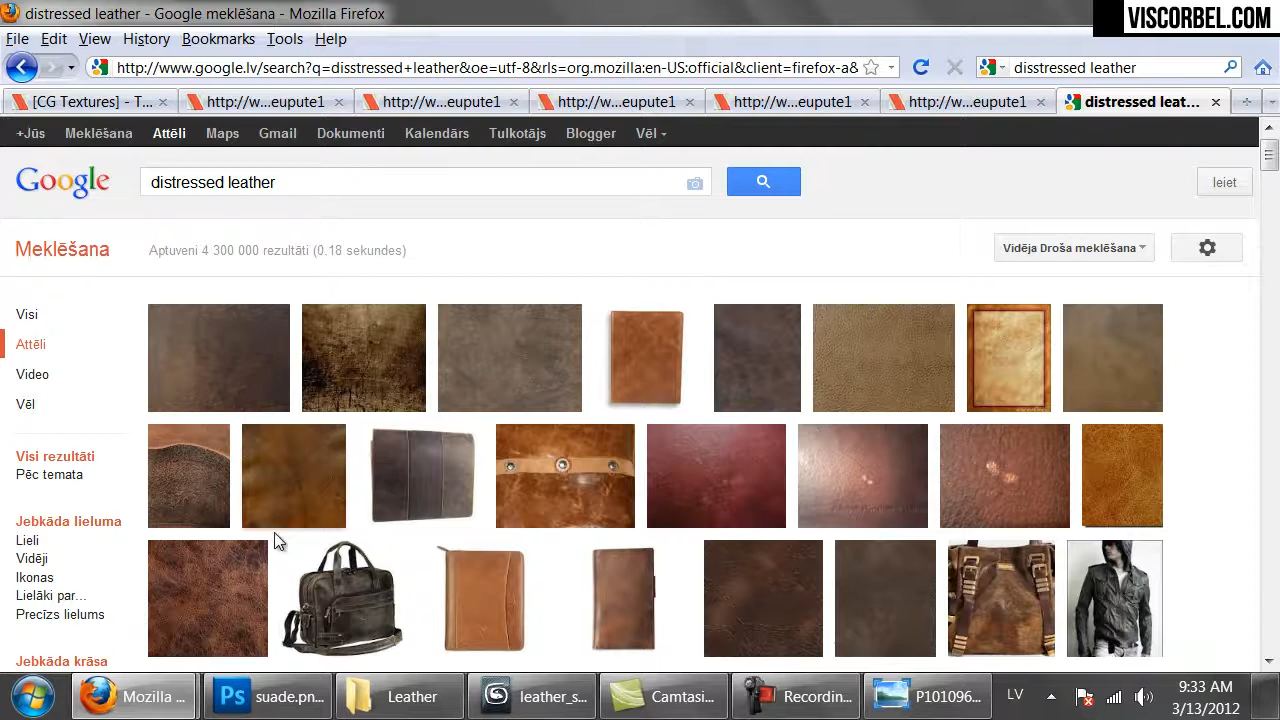 distressed leather - Google meklēšana - Mozilla Firefox
VISCORBEL.COM
File Edit View History Bookmarks Tools Help
http://www.google.lv/search?q=disstressed+leather&oe=utf-8&rls=org.mozilla:en-US:official&client=firefox-a&
disstressed leather
[CG Textures] - T...
http://w...eupute1
http://w...eupute1
http://w...eupute1
http://w...eupute1
http://w...eupute1
distressed leat...
+Jūs Meklēšana Attēli Maps Gmail Dokumenti Kalendārs Tulkotājs Blogger Vēl
Google
distressed leather
Ieiet
Meklēšana
Aptuveni 4 300 000 rezultāti (0.18 sekundes)
Vidēja Droša meklēšana
Visi
Attēli
Video
Vēl
Visi rezultāti
Pēc temata
Jebkāda lieluma
Lieli
Vidēji
Ikonas
Lielāki par...
Precīzs lielums
Jebkāda krāsa
Mozilla ...
Ps
suade.pn...
Leather
leather_s...
Camtasi...
Recordin...
P101096...
LV
9:33 AM
3/13/2012